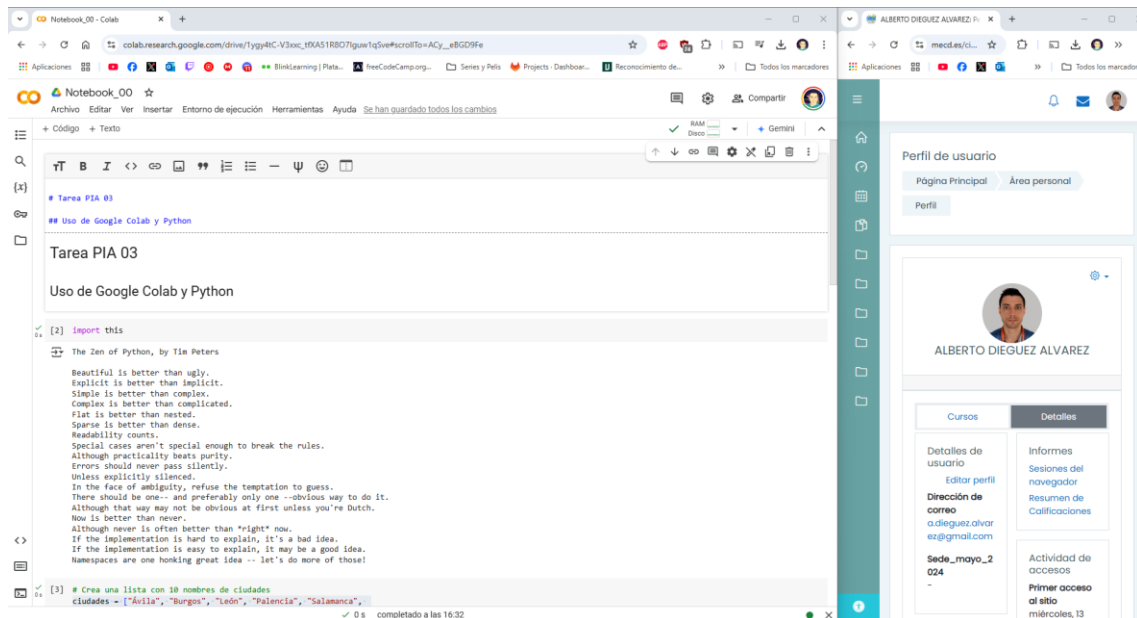 Notebook_00 - Colab
colab.research.google.com/drive/1ygy4tC-V3xxc_tfXA51R8O7Iguw1qSve#scrollTo=ACy__eBGD9Fe
Aplicaciones
BlinkLearning | Plata...
freeCodeCamp.org...
Series y Pelis
Projects - Dashboar...
Reconocimiento de...
»
Todos los marcadores
Notebook_00
Archivo Editar Ver Insertar Entorno de ejecución Herramientas Ayuda Se han guardado todos los cambios
Compartir
+ Código + Texto
RAM
Disco
Gemini
# Tarea PIA 03
## Uso de Google Colab y Python
Tarea PIA 03
Uso de Google Colab y Python
[2] import this
0 s
The Zen of Python, by Tim Peters
Beautiful is better than ugly.
Explicit is better than implicit.
Simple is better than complex.
Complex is better than complicated.
Flat is better than nested.
Sparse is better than dense.
Readability counts.
Special cases aren't special enough to break the rules.
Although practicality beats purity.
Errors should never pass silently.
Unless explicitly silenced.
In the face of ambiguity, refuse the temptation to guess.
There should be one-- and preferably only one --obvious way to do it.
Although that way may not be obvious at first unless you're Dutch.
Now is better than never.
Although never is often better than *right* now.
If the implementation is hard to explain, it's a bad idea.
If the implementation is easy to explain, it may be a good idea.
Namespaces are one honking great idea -- let's do more of those!
[3] # Crea una lista con 10 nombres de ciudades
0 s
ciudades = ["Ávila", "Burgos", "León", "Palencia", "Salamanca",
0 s completado a las 16:32
ALBERTO DIEGUEZ ALVAREZ: Pe
mecd.es/ci...
Aplicaciones
»
Todos los marcador
Perfil de usuario
Página Principal
Área personal
Perfil
ALBERTO DIEGUEZ ALVAREZ
Cursos
Detalles
Detalles de
usuario
Editar perfil
Dirección de
correo
a.dieguez.alvar
ez@gmail.com
Sede_mayo_2
024
-
Informes
Sesiones del
navegador
Resumen de
Calificaciones
Actividad de
accesos
Primer acceso
al sitio
miércoles, 13